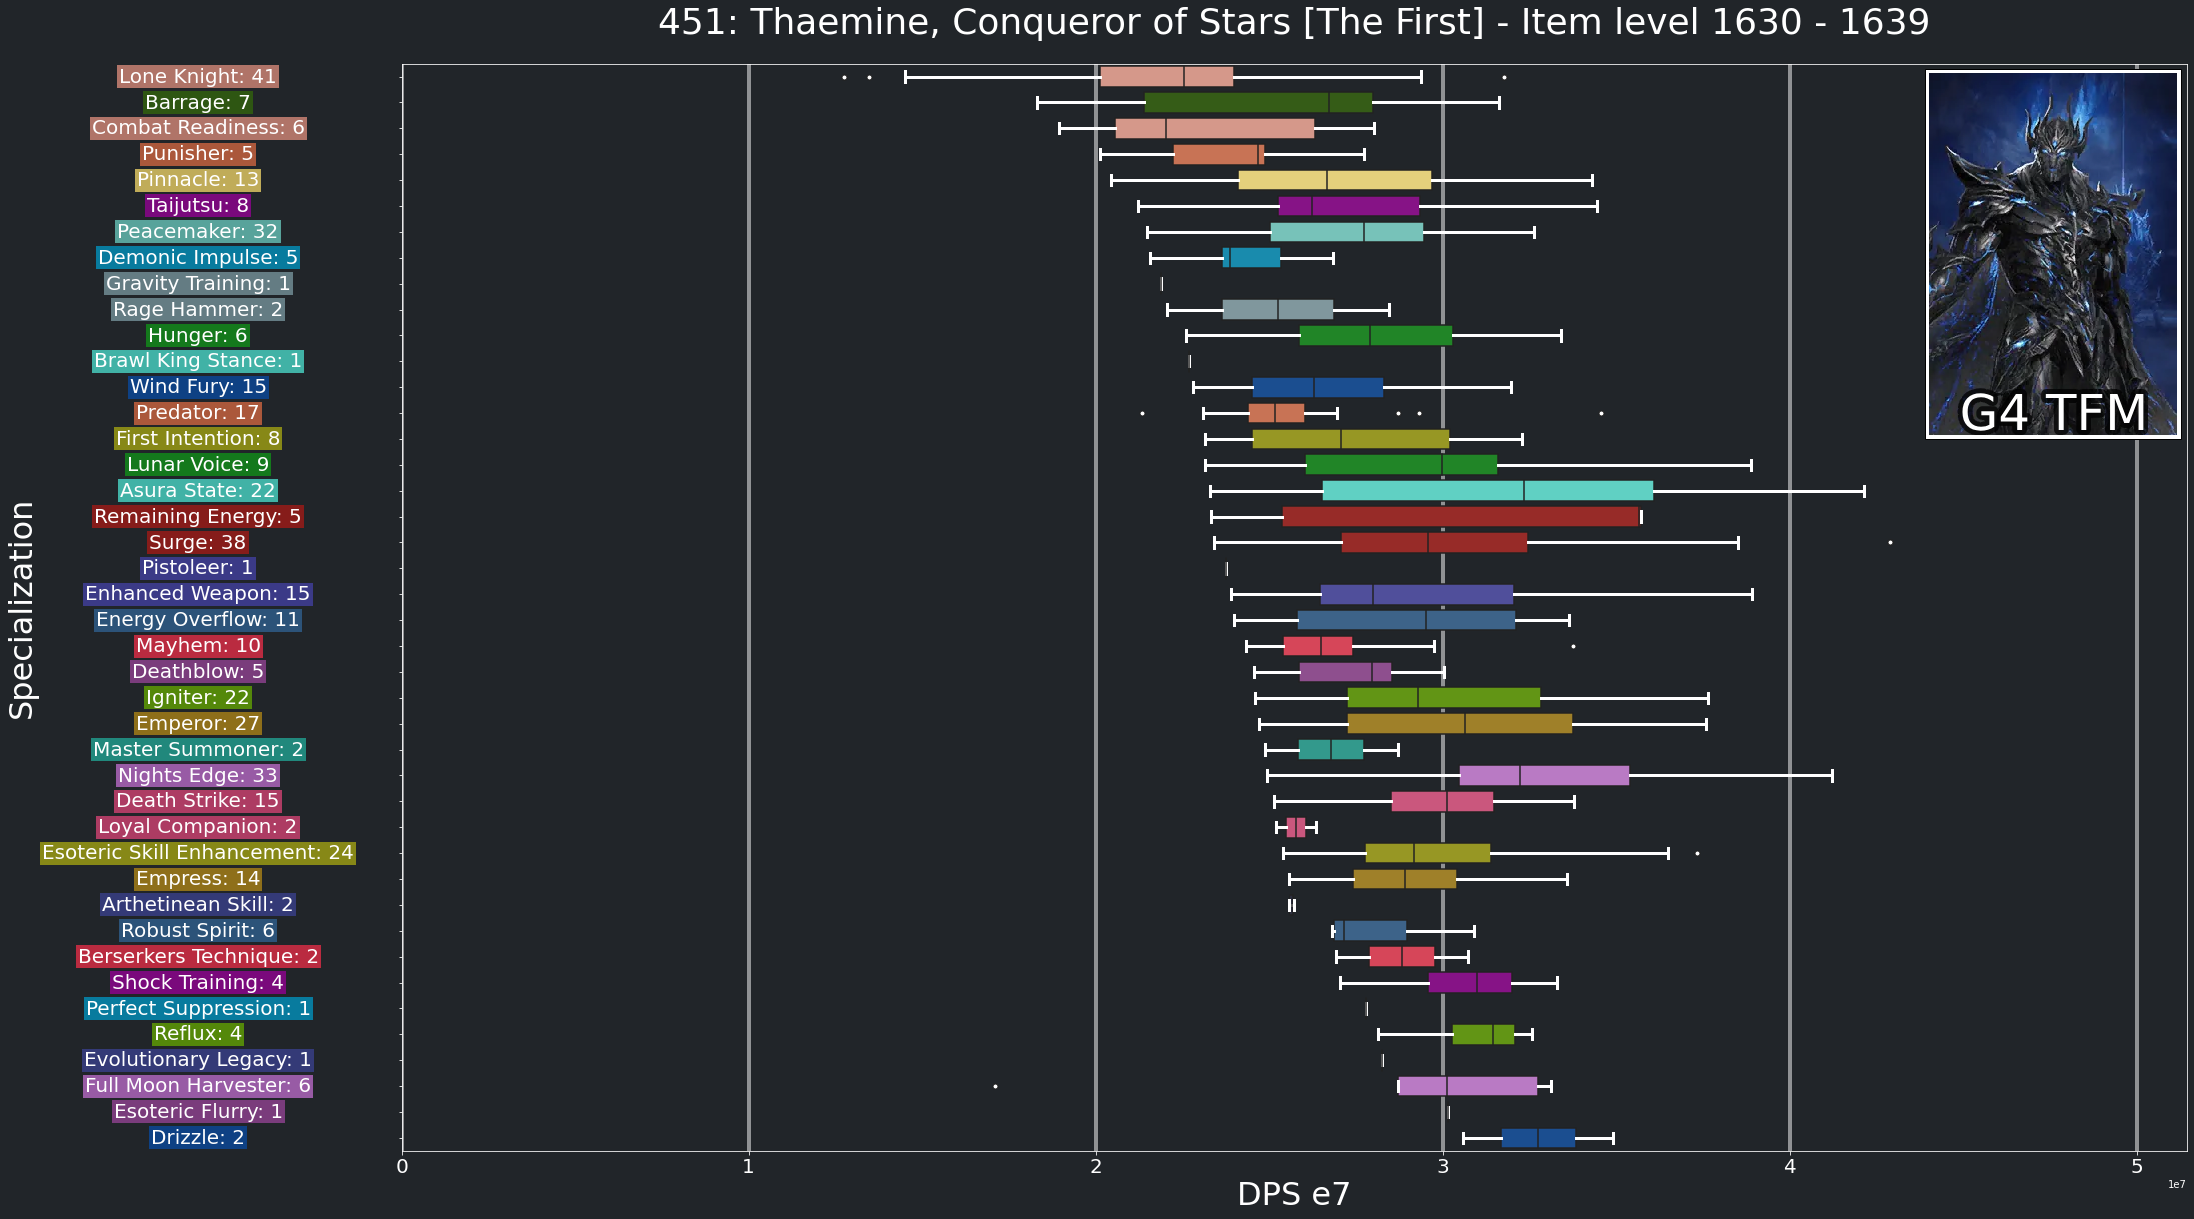 451: Thaemine, Conqueror of Stars [The First] - Item level 1630 - 1639
Lone Knight: 41
Barrage: 7
Combat Readiness: 6
Punisher: 5
Pinnacle: 13
Taijutsu: 8
Peacemaker: 32
Demonic Impulse: 5
Gravity Training: 1
Rage Hammer: 2
Hunger: 6
Brawl King Stance: 1
Wind Fury: 15
Predator: 17
First Intention: 8
Lunar Voice: 9
Asura State: 22
Remaining Energy: 5
Surge: 38
Pistoleer: 1
Enhanced Weapon: 15
Energy Overflow: 11
Mayhem: 10
Deathblow: 5
Igniter: 22
Emperor: 27
Master Summoner: 2
Nights Edge: 33
Death Strike: 15
Loyal Companion: 2
Esoteric Skill Enhancement: 24
Empress: 14
Arthetinean Skill: 2
Robust Spirit: 6
Berserkers Technique: 2
Shock Training: 4
Perfect Suppression: 1
Reflux: 4
Evolutionary Legacy: 1
Full Moon Harvester: 6
Esoteric Flurry: 1
Drizzle: 2
Specialization
G4 TFM
0 1 2 3 4 5
1e7
DPS e7